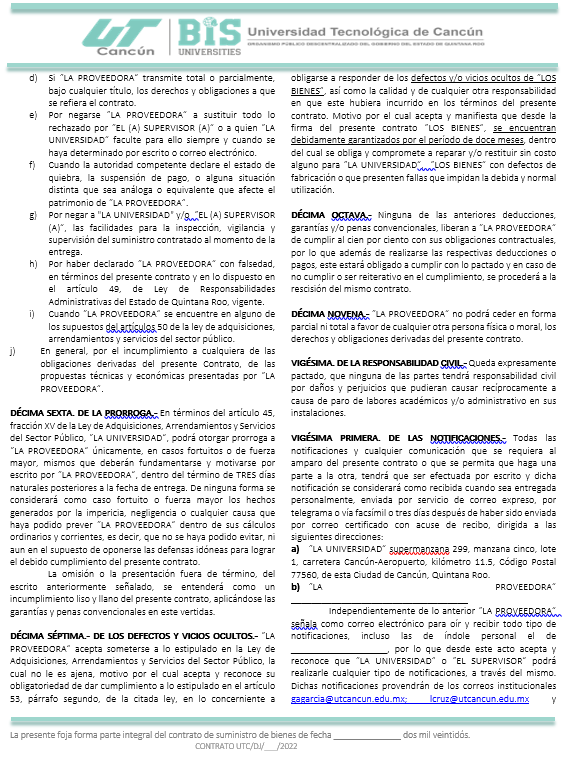 UT
Cancún
BIS
UNIVERSITIES
Universidad Tecnológica de Cancún
ORGANISMO PÚBLICO DESCENTRALIZADO DEL GOBIERNO DEL ESTADO DE QUINTANA ROO
d) Si "LA PROVEEDORA" transmite total o parcialmente,
bajo cualquier título, los derechos y obligaciones a que
se refiera el contrato.
e) Por negarse "LA PROVEEDORA" a sustituir todo lo
rechazado por "EL (A) SUPERVISOR (A)" o a quien "LA
UNIVERSIDAD" faculte para ello siempre y cuando se
haya determinado por escrito o correo electrónico.
f) Cuando la autoridad competente declare el estado de
quiebra, la suspensión de pago, o alguna situación
distinta que sea análoga o equivalente que afecte el
patrimonio de "LA PROVEEDORA".
g) Por negar a "LA UNIVERSIDAD" y/o "EL (A) SUPERVISOR
(A)", las facilidades para la inspección, vigilancia y
supervisión del suministro contratado al momento de la
entrega.
h) Por haber declarado "LA PROVEEDORA" con falsedad,
en términos del presente contrato y en lo dispuesto en
el artículo 49, de Ley de Responsabilidades
Administrativas del Estado de Quintana Roo, vigente.
i) Cuando "LA PROVEEDORA" se encuentre en alguno de
los supuestos del artículos 50 de la ley de adquisiciones,
arrendamientos y servicios del sector público.
j) En general, por el incumplimiento a cualquiera de las
obligaciones derivadas del presente Contrato, de las
propuestas técnicas y económicas presentadas por "LA
PROVEEDORA".
DÉCIMA SEXTA. DE LA PRORROGA.- En términos del artículo 45,
fracción XV de la Ley de Adquisiciones, Arrendamientos y Servicios
del Sector Público, "LA UNIVERSIDAD", podrá otorgar prorroga a
"LA PROVEEDORA" únicamente, en casos fortuitos o de fuerza
mayor, mismos que deberán fundamentarse y motivarse por
escrito por "LA PROVEEDORA", dentro del término de TRES días
naturales posteriores a la fecha de entrega. De ninguna forma se
considerará como caso fortuito o fuerza mayor los hechos
generados por la impericia, negligencia o cualquier causa que
haya podido prever "LA PROVEEDORA" dentro de sus cálculos
ordinarios y corrientes, es decir, que no se haya podido evitar, ni
aun en el supuesto de oponerse las defensas idóneas para lograr
el debido cumplimiento del presente contrato.
La omisión o la presentación fuera de término, del
escrito anteriormente señalado, se entenderá como un
incumplimiento liso y llano del presente contrato, aplicándose las
garantías y penas convencionales en este vertidas.
DÉCIMA SÉPTIMA.- DE LOS DEFECTOS Y VICIOS OCULTOS.- "LA
PROVEEDORA" acepta someterse a lo estipulado en la Ley de
Adquisiciones, Arrendamientos y Servicios del Sector Público, la
cual no le es ajena, motivo por el cual acepta y reconoce su
obligatoriedad de dar cumplimiento a lo estipulado en el artículo
53, párrafo segundo, de la citada ley, en lo concerniente a
obligarse a responder de los defectos y/o vicios ocultos de "LOS
BIENES", así como la calidad y de cualquier otra responsabilidad
en que este hubiera incurrido en los términos del presente
contrato. Motivo por el cual acepta y manifiesta que desde la
firma del presente contrato "LOS BIENES", se encuentran
debidamente garantizados por el período de doce meses, dentro
del cual se obliga y compromete a reparar y/o restituir sin costo
alguno para "LA UNIVERSIDAD", "LOS BIENES" con defectos de
fabricación o que presenten fallas que impidan la debida y normal
utilización.
DÉCIMA OCTAVA.- Ninguna de las anteriores deducciones,
garantías y/o penas convencionales, liberan a "LA PROVEEDORA"
de cumplir al cien por ciento con sus obligaciones contractuales,
por lo que además de realizarse las respectivas deducciones o
pagos, este estará obligado a cumplir con lo pactado y en caso de
no cumplir o ser reiterativo en el cumplimiento, se procederá a la
rescisión del mismo contrato.
DÉCIMA NOVENA.- "LA PROVEEDORA" no podrá ceder en forma
parcial ni total a favor de cualquier otra persona física o moral, los
derechos y obligaciones derivadas del presente contrato.
VIGÉSIMA. DE LA RESPONSABILIDAD CIVIL.- Queda expresamente
pactado, que ninguna de las partes tendrá responsabilidad civil
por daños y perjuicios que pudieran causar recíprocamente a
causa de paro de labores académicos y/o administrativo en sus
instalaciones.
VIGÉSIMA PRIMERA. DE LAS NOTIFICACIONES.- Todas las
notificaciones y cualquier comunicación que se requiera al
amparo del presente contrato o que se permita que haga una
parte a la otra, tendrá que ser efectuada por escrito y dicha
notificación se considerará como recibida cuando sea entregada
personalmente, enviada por servicio de correo expreso, por
telegrama o vía facsímil o tres días después de haber sido enviada
por correo certificado con acuse de recibo, dirigida a las
siguientes direcciones:
a) "LA UNIVERSIDAD" supermanzana 299, manzana cinco, lote
1, carretera Cancún-Aeropuerto, kilómetro 11.5, Código Postal
77560, de esta Ciudad de Cancún, Quintana Roo.
b) "LA PROVEEDORA"
____________________________
Independientemente de lo anterior "LA PROVEEDORA",
señala como correo electrónico para oír y recibir todo tipo de
notificaciones, incluso las de índole personal el de
____________________, por lo que desde este acto acepta y
reconoce que "LA UNIVERSIDAD" o "EL SUPERVISOR" podrá
realizarle cualquier tipo de notificaciones, a través del mismo.
Dichas notificaciones provendrán de los correos institucionales
gagarcia@utcancun.edu.mx; lcruz@utcancun.edu.mx y
La presente foja forma parte integral del contrato de suministro de bienes de fecha ________________ dos mil veintidós.
CONTRATO UTC/DJ/___/2022